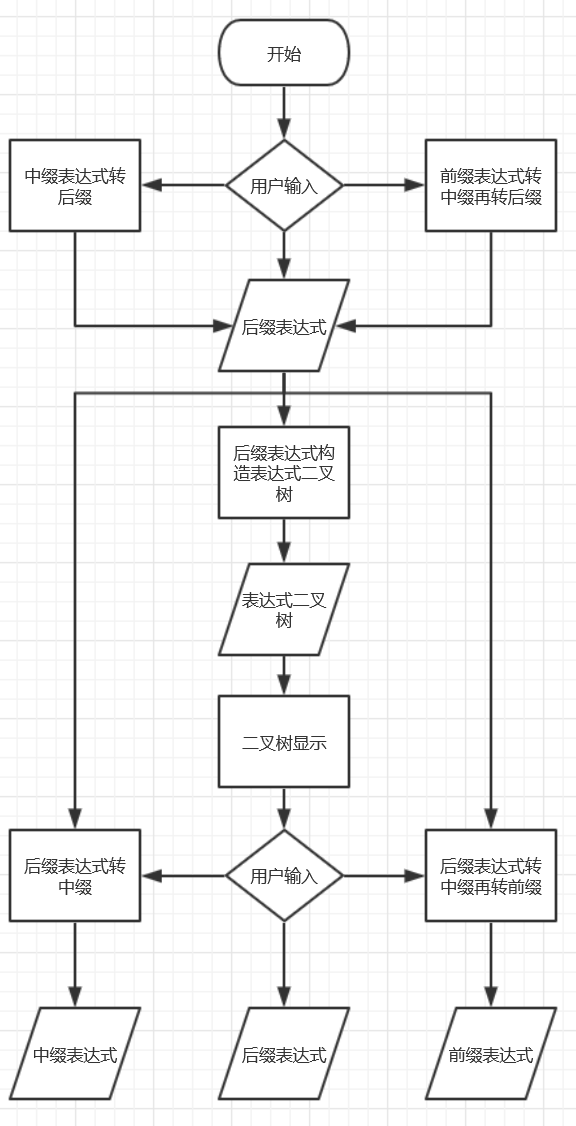 开始
中缀表达式转
后缀
用户输入
前缀表达式转
中缀再转后缀
后缀表达式
后缀表达式构
造表达式二叉
树
表达式二叉
树
二叉树显示
后缀表达式转
中缀
用户输入
后缀表达式转
中缀再转前缀
中缀表达式
后缀表达式
前缀表达式